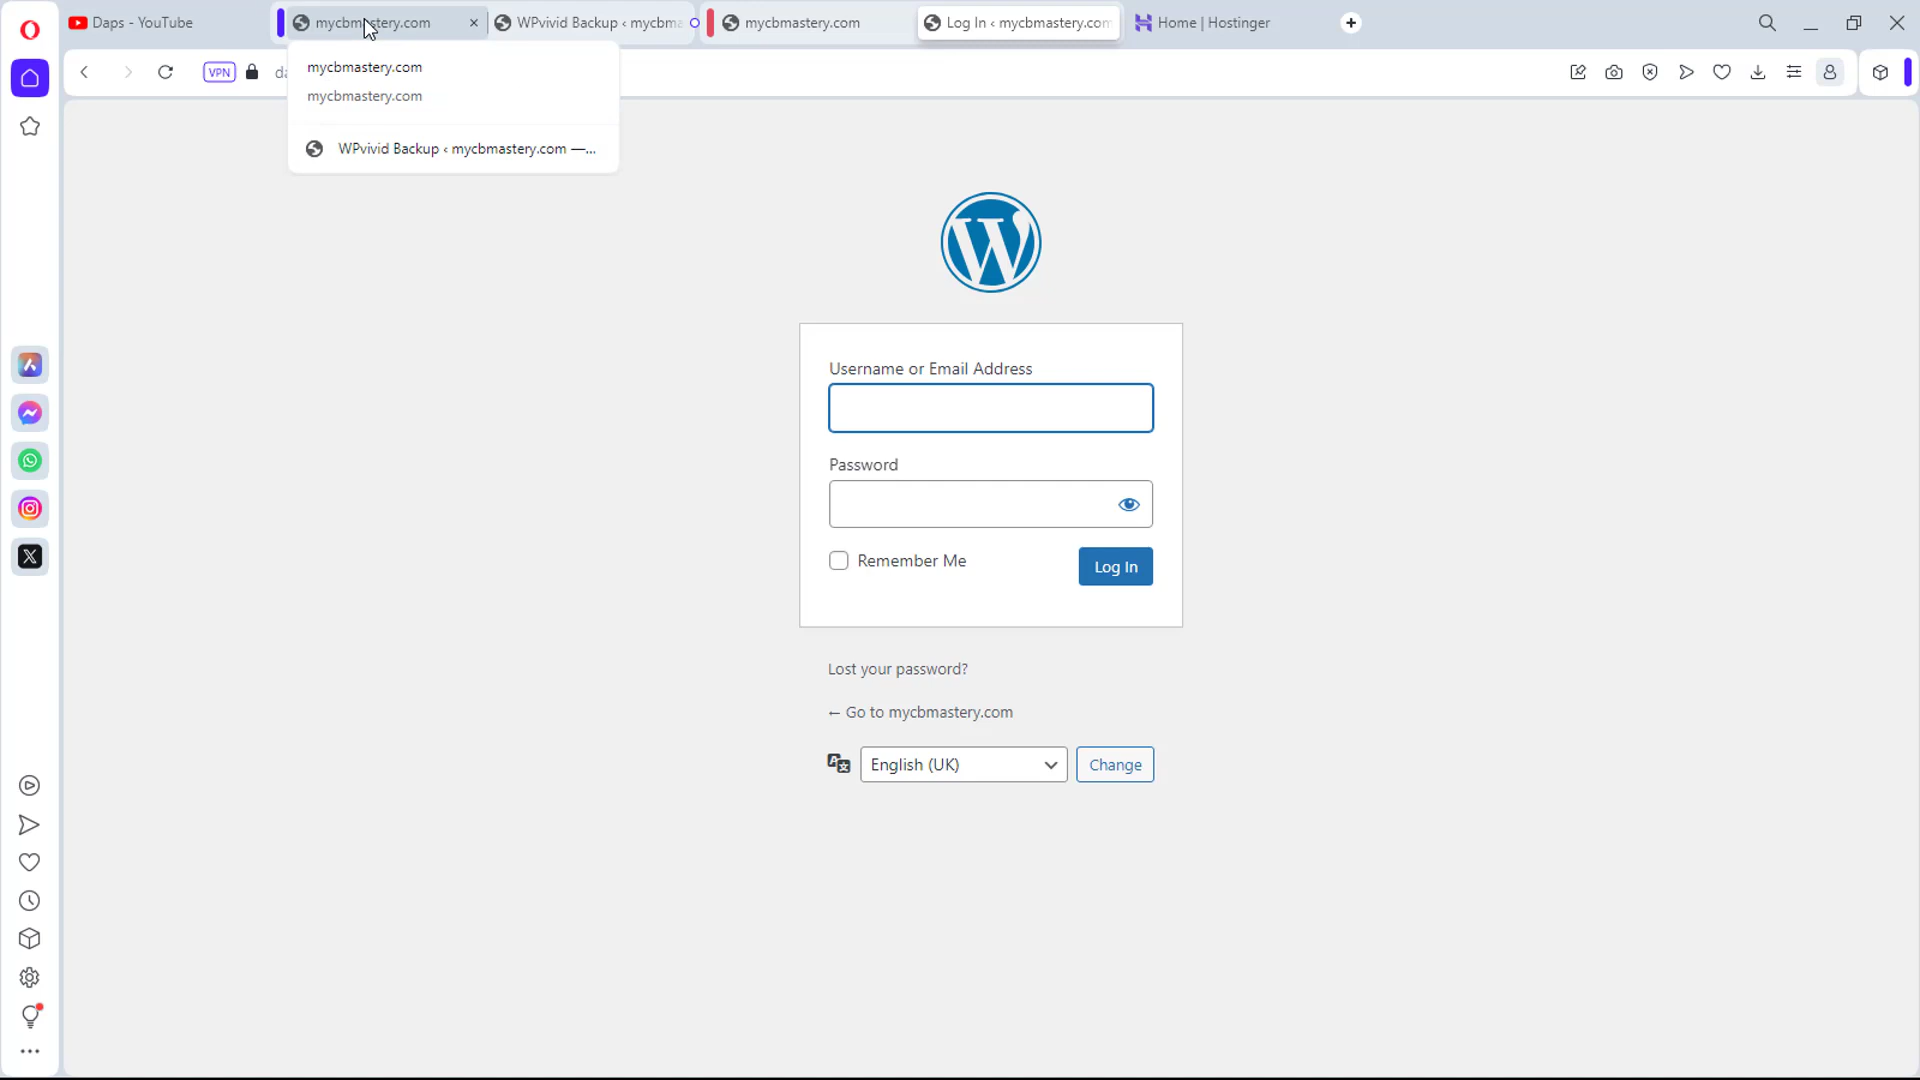 Daps - YouTube
mycbmastery.com
WPvivid Backup ‹ mycbma
mycbmastery.com
Log In ‹ mycbmastery.com
Home | Hostinger
VPN
da
mycbmastery.com
mycbmastery.com
WPvivid Backup ‹ mycbmastery.com —...
Username or Email Address
Password
Remember Me
Log In
Lost your password?
← Go to mycbmastery.com
English (UK)
Change